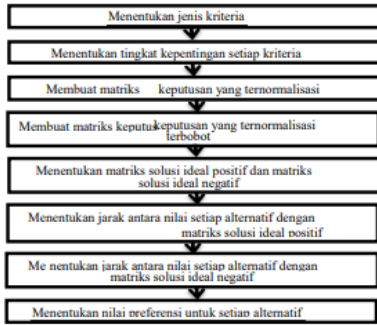 Menentukan jenis kriteria
Menentukan tingkat kepentingan setiap kriteria
Membuat matriks keputusan yang ternormalisasi
Membuat matriks keputus keputusan yang ternormalisasi
terbobot
Menentukan matriks solusi ideal positif dan matriks
solusi ideal negatif
Menentukan jarak antara nilai setiap alternatif dengan
matriks solusi ideal positif
Me nentukan jarak antara nilai setiap alternatif dengan
matriks solusi ideal negatif
Menentukan nilai preferensi untuk setiap alternatif